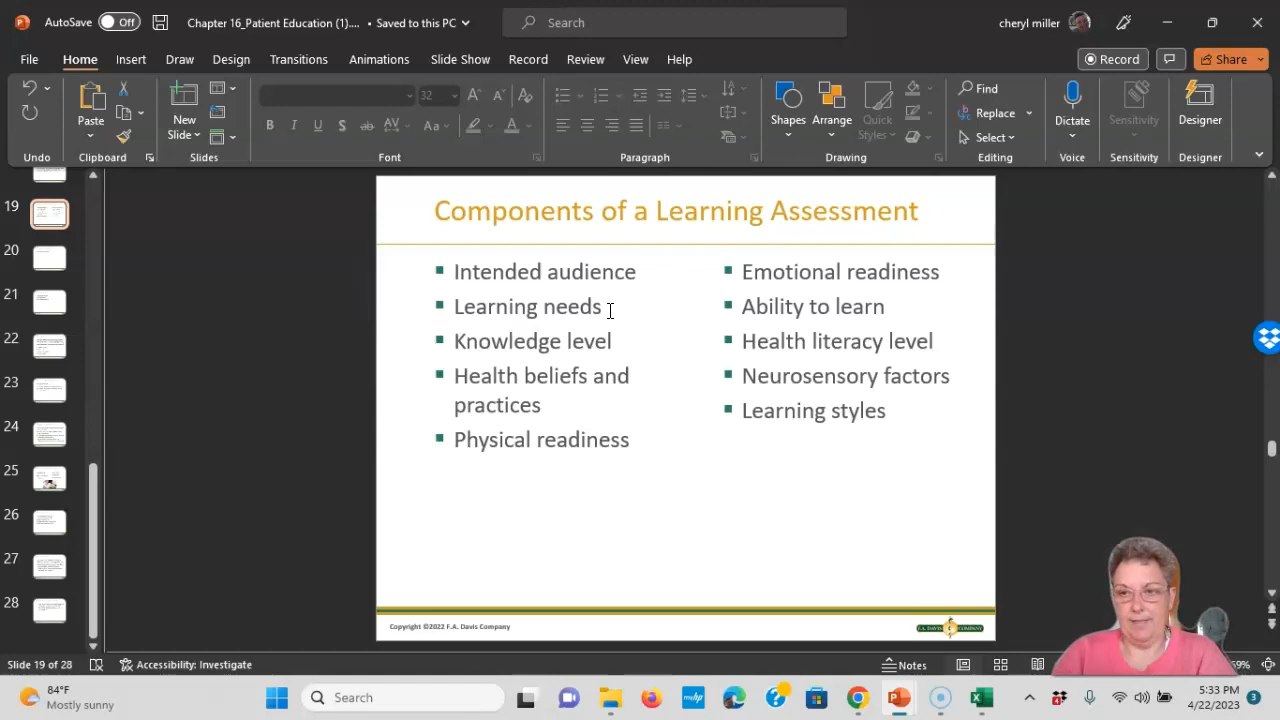 AutoSave Off Chapter 16_Patient Education (1).... • Saved to this PC Search cheryl miller
File Home Insert Draw Design Transitions Animations Slide Show Record Review View Help Record Share
32
Paste New Slide Shapes Arrange Quick Styles Find Replace Select Dictate Sensitivity Designer
Aa
Undo Clipboard Slides Font Paragraph Drawing Editing Voice Sensitivity Designer
19
20
21
22
23
24
25
26
27
28
Components of a Learning Assessment
Intended audience
Learning needs
Knowledge level
Health beliefs and
practices
Physical readiness
Emotional readiness
Ability to learn
Health literacy level
Neurosensory factors
Learning styles
Copyright ©2022 F.A. Davis Company
F.A. DAVIS COMPANY
Slide 19 of 28 Accessibility: Investigate Notes
84°F
Mostly sunny
Search
5:33 PM
4/22/2023
3